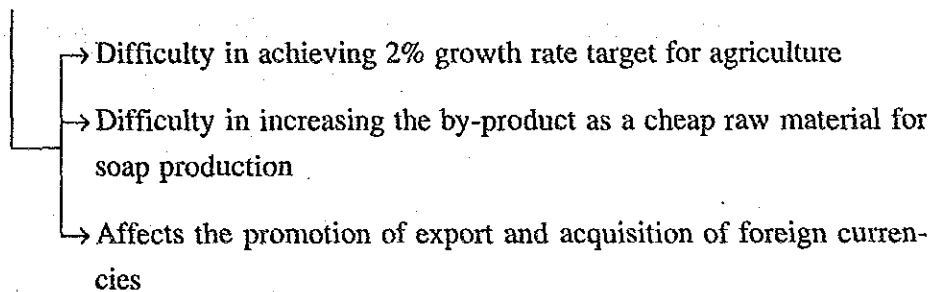 Difficulty in achieving 2% growth rate target for agriculture
Difficulty in increasing the by-product as a cheap raw material for
soap production
Affects the promotion of export and acquisition of foreign curren-
cies